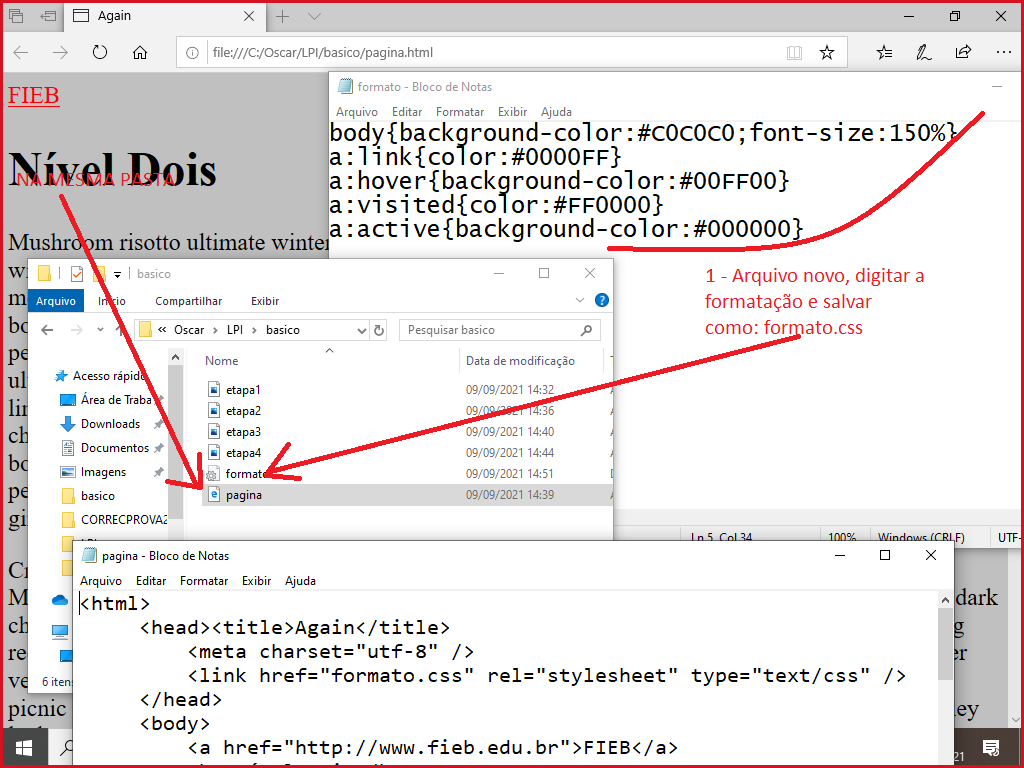 Again
file:///C:/Oscar/LPI/basico/pagina.html
FIEB
Nível Dois
NA MESMA PASTA
Mushroom risotto ultimate winter
formato - Bloco de Notas
Arquivo Editar Formatar Exibir Ajuda
body{background-color:#C0C0C0;font-size:150%}
a:link{color:#0000FF}
a:hover{background-color:#00FF00}
a:visited{color:#FF0000}
a:active{background-color:#000000}
1 - Arquivo novo, digitar a
formatação e salvar
como: formato.css
Ln 5, Col 34 100% Windows (CRLF) UTF-
basico
Arquivo Início Compartilhar Exibir
« Oscar > LPI > basico
Pesquisar basico
Nome Data de modificação
Acesso rápido
Área de Traba
Downloads
Documentos
Imagens
basico
CORRECPROVA2
etapa1 09/09/2021 14:32
etapa2 09/09/2021 14:36
etapa3 09/09/2021 14:40
etapa4 09/09/2021 14:44
formato 09/09/2021 14:51
pagina 09/09/2021 14:39
6 itens
pagina - Bloco de Notas
Arquivo Editar Formatar Exibir Ajuda
<html>
<head><title>Again</title>
<meta charset="utf-8" />
<link href="formato.css" rel="stylesheet" type="text/css" />
</head>
<body>
<a href="http://www.fieb.edu.br">FIEB</a>
dark
picnic
21